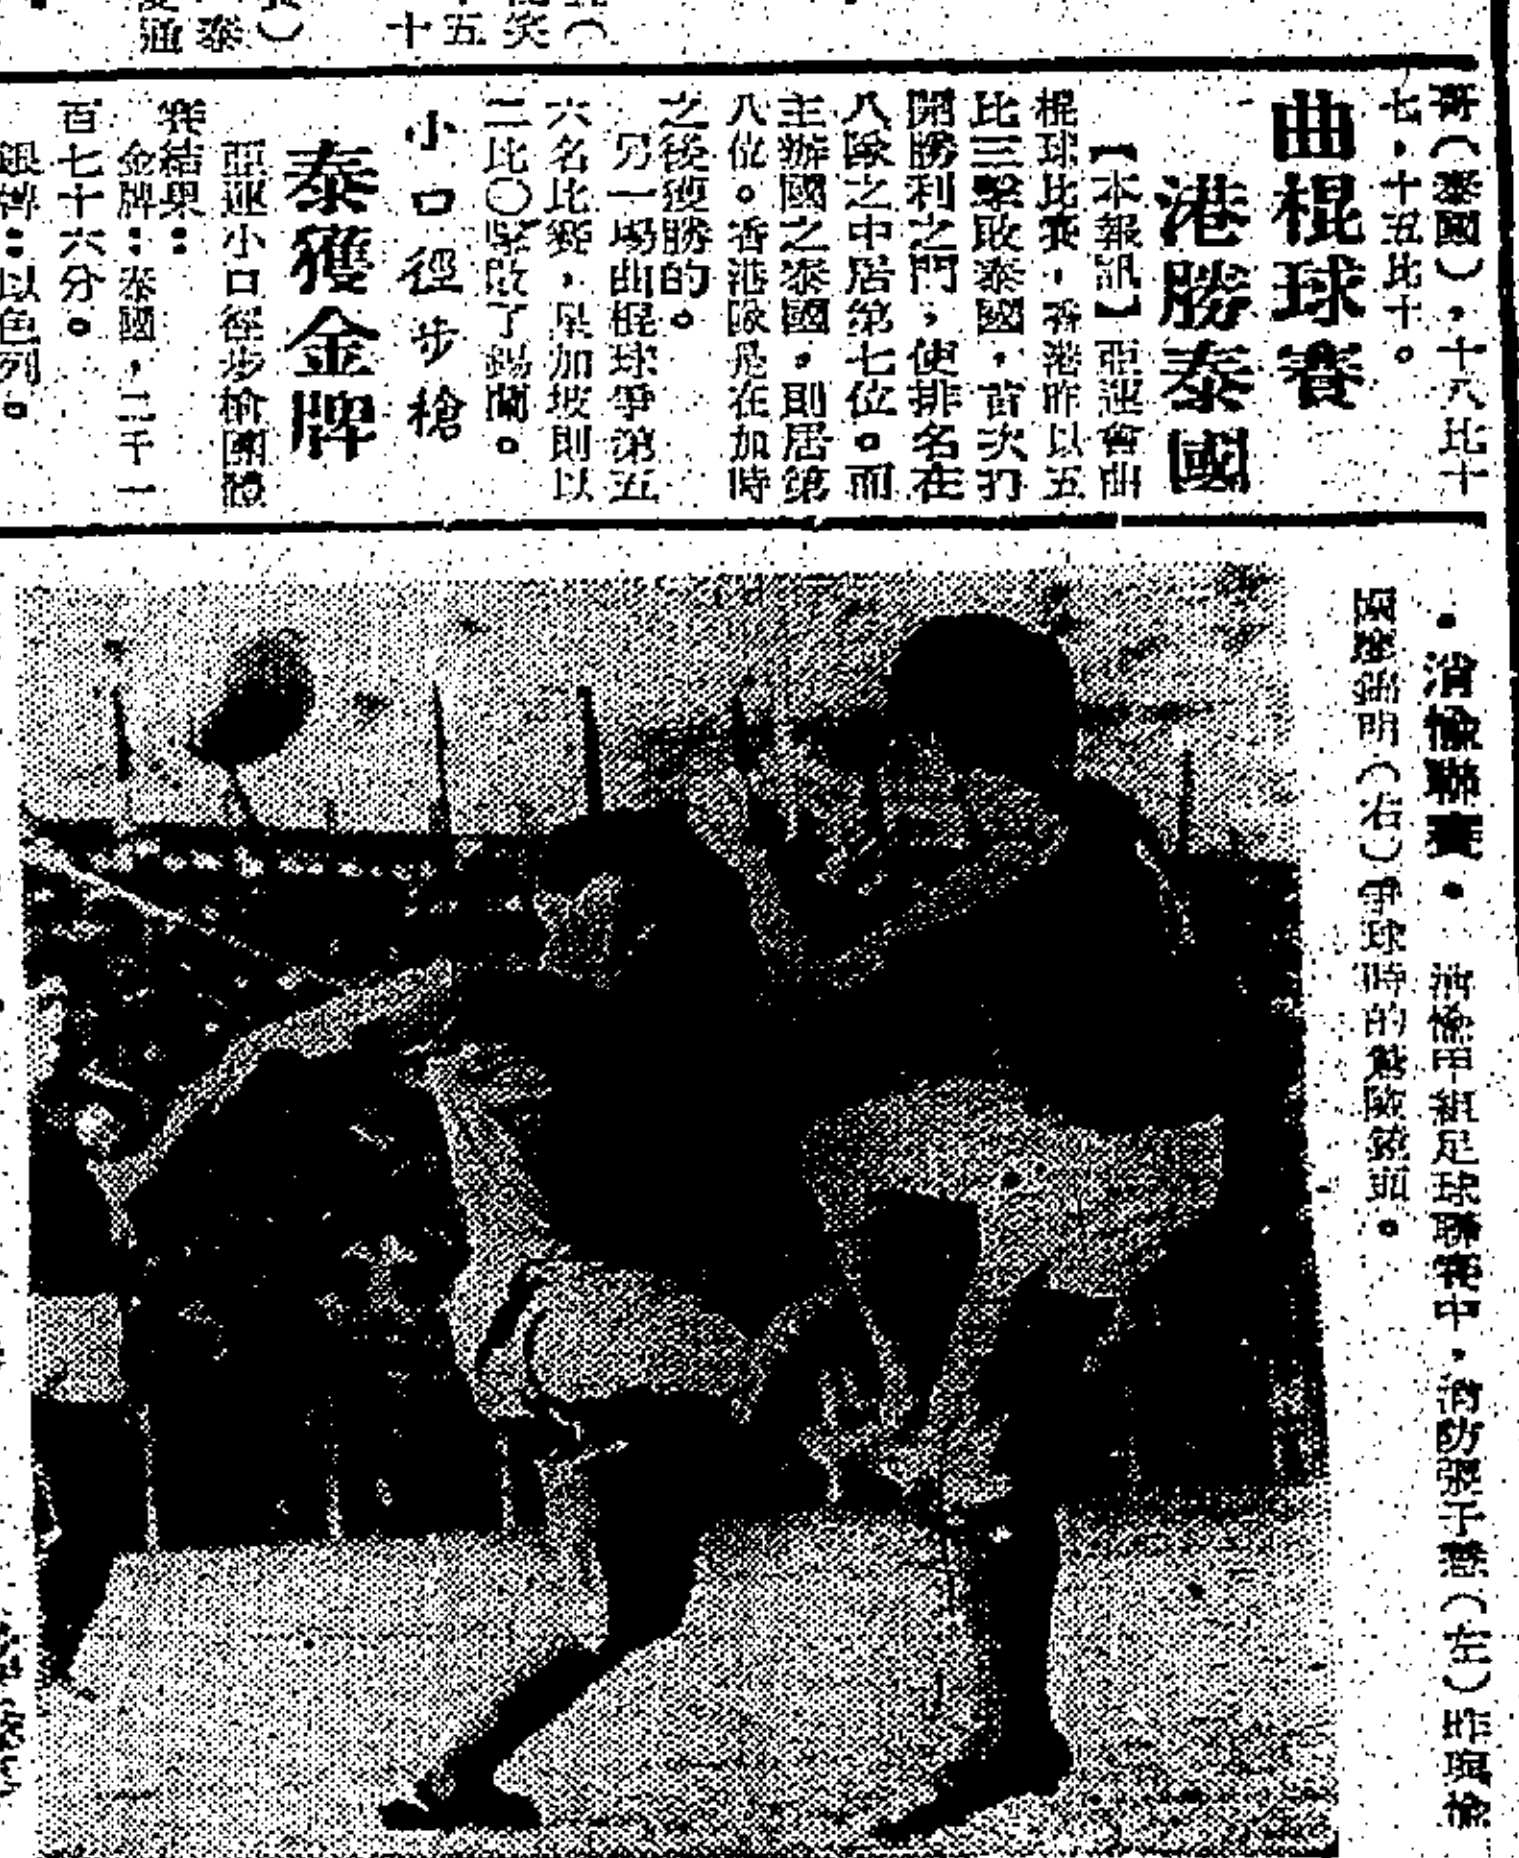 哥(泰國),十八比十
七,十五比十。
曲棍球賽
港勝泰國
【本報訊】亞運會曲
棍球比賽,香港昨以五
比三擊敗泰國,首次打
開勝利之門,使排名在
八隊之中居第七位。而
主辦國之泰國,則居第
八位。香港隊是在加時
之後獲勝的。
另一場曲棍球爭第五
六名比賽,星加坡則以
二比〇擊敗了錫蘭。
小口徑步槍
泰獲金牌
亞運小口徑步槍團體
賽結果:
金牌:泰國,二千一
百七十六分。
銀牌:以色列。
•消愉聯賽• 消愉甲組足球聯賽中,消防張子慧(左)昨與愉
園廖
明(右)爭球時的驚險鏡頭。